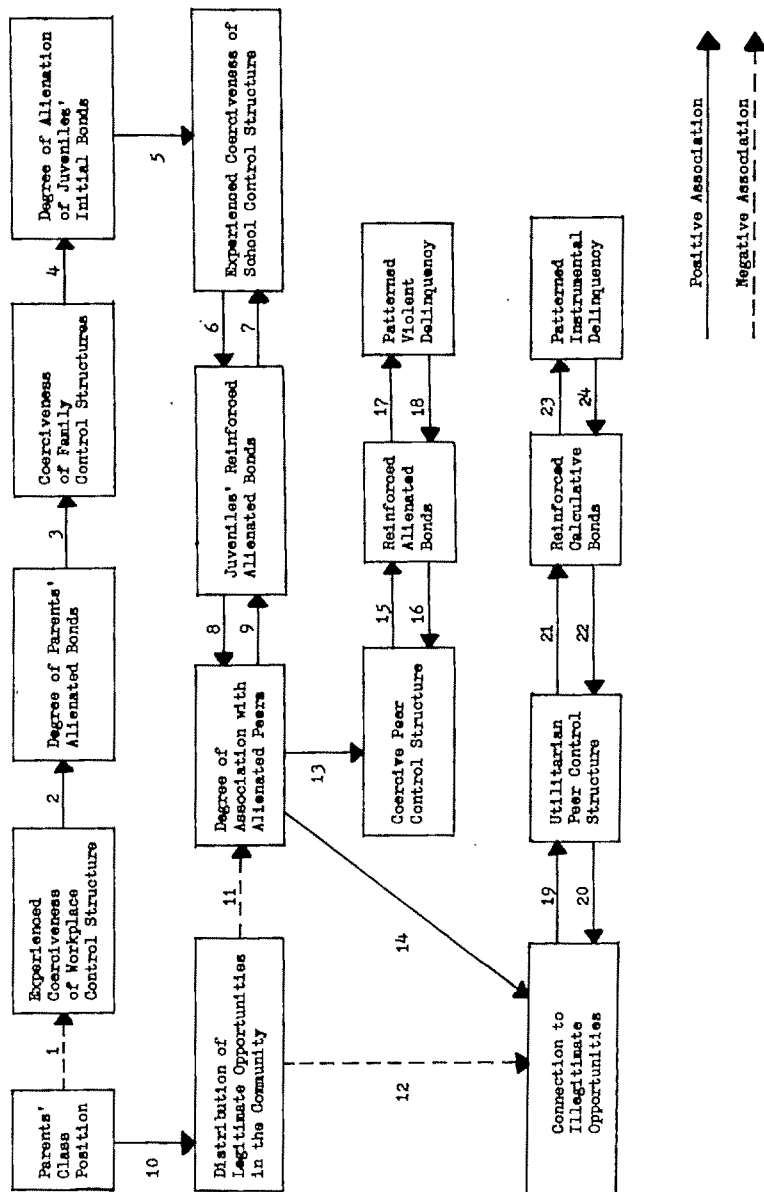 Parents'
Class
Position
1
Experienced
Coerciveness
of Workplace
Control Structure
2
Degree of Parents'
Alienated Bonds
3
Coerciveness
of Family
Control Structures
4
Degree of Alienation
of Juveniles'
Initial Bonds
10
5
Distribution of
Legitimate Opportunities
in the Community
11
Degree of
Association with
Alienated Peers
8
9
Juveniles' Reinforced
Alienated Bonds
6
7
Experienced Coerciveness of
School Control Structure
12
14
13
Coercive Peer
Control Structure
15
16
Reinforced
Alienated
Bonds
17
18
Patterned
Violent
Delinquency
Connection to
Illegitimate
Opportunities
19
20
Utilitarian
Peer Control
Structure
21
22
Reinforced
Calculative
Bonds
23
24
Patterned
Instrumental
Delinquency
Positive Association
Negative Association